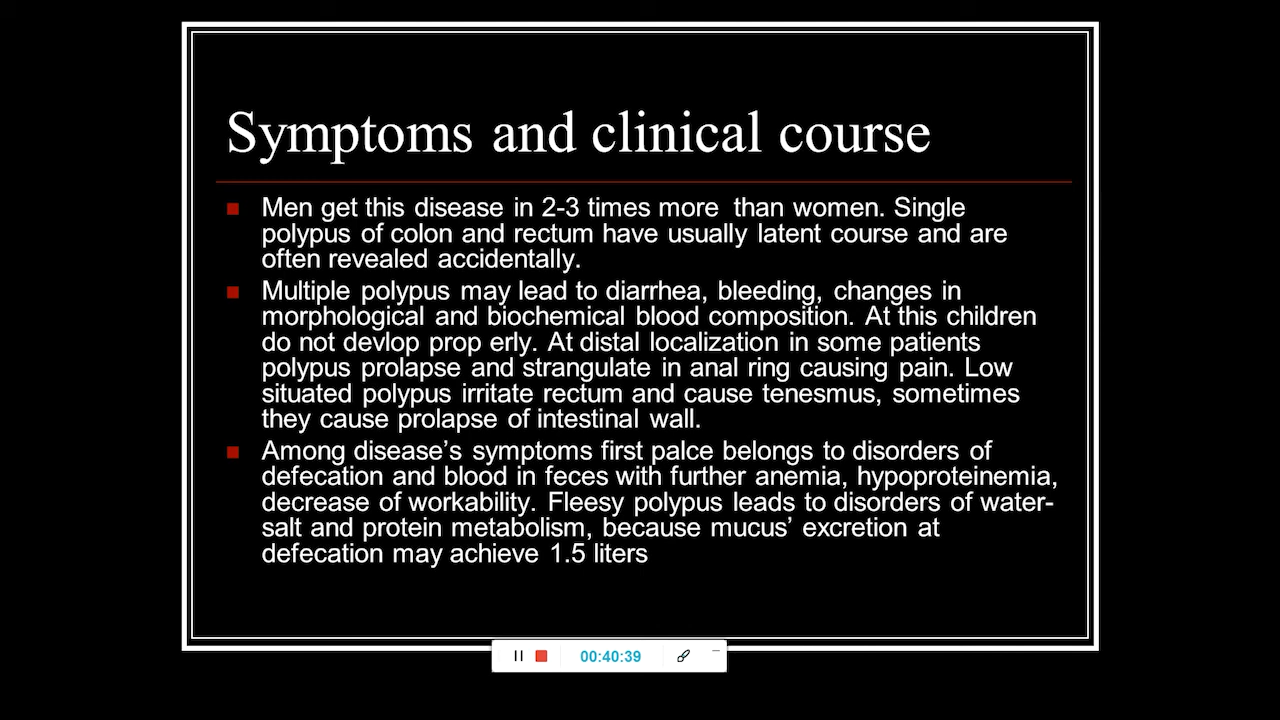 Symptoms and clinical course
Men get this disease in 2-3 times more than women. Single
polypus of colon and rectum have usually latent course and are
often revealed accidentally.
Multiple polypus may lead to diarrhea, bleeding, changes in
morphological and biochemical blood composition. At this children
do not devlop prop erly. At distal localization in some patients
polypus prolapse and strangulate in anal ring causing pain. Low
situated polypus irritate rectum and cause tenesmus, sometimes
they cause prolapse of intestinal wall.
Among disease’s symptoms first palce belongs to disorders of
defecation and blood in feces with further anemia, hypoproteinemia,
decrease of workability. Fleesy polypus leads to disorders of water-
salt and protein metabolism, because mucus’ excretion at
defecation may achieve 1.5 liters
00:40:39